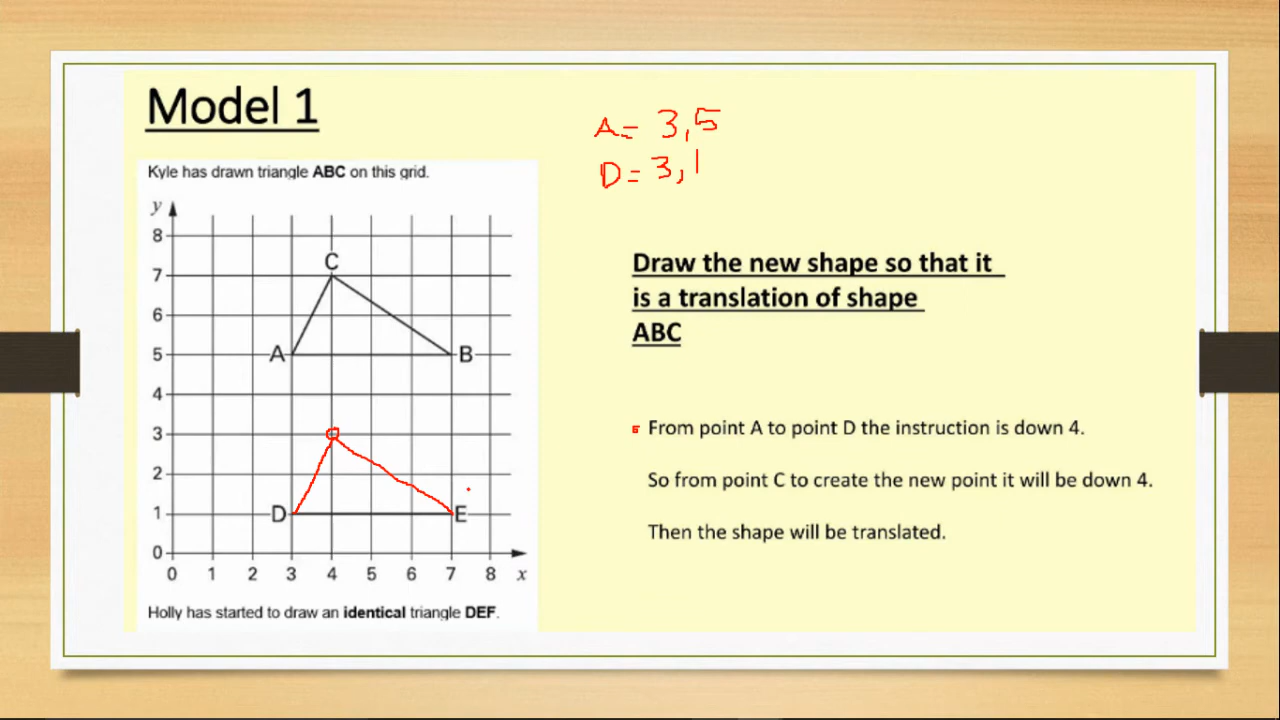 Model 1
A= 3,5
D= 3,1
Kyle has drawn triangle ABC on this grid.
y
8
7
6
5
4
3
2
1
0
C
A
B
D
E
0 1 2 3 4 5 6 7 8 x
Holly has started to draw an identical triangle DEF.
Draw the new shape so that it
is a translation of shape
ABC
From point A to point D the instruction is down 4.
So from point C to create the new point it will be down 4.
Then the shape will be translated.